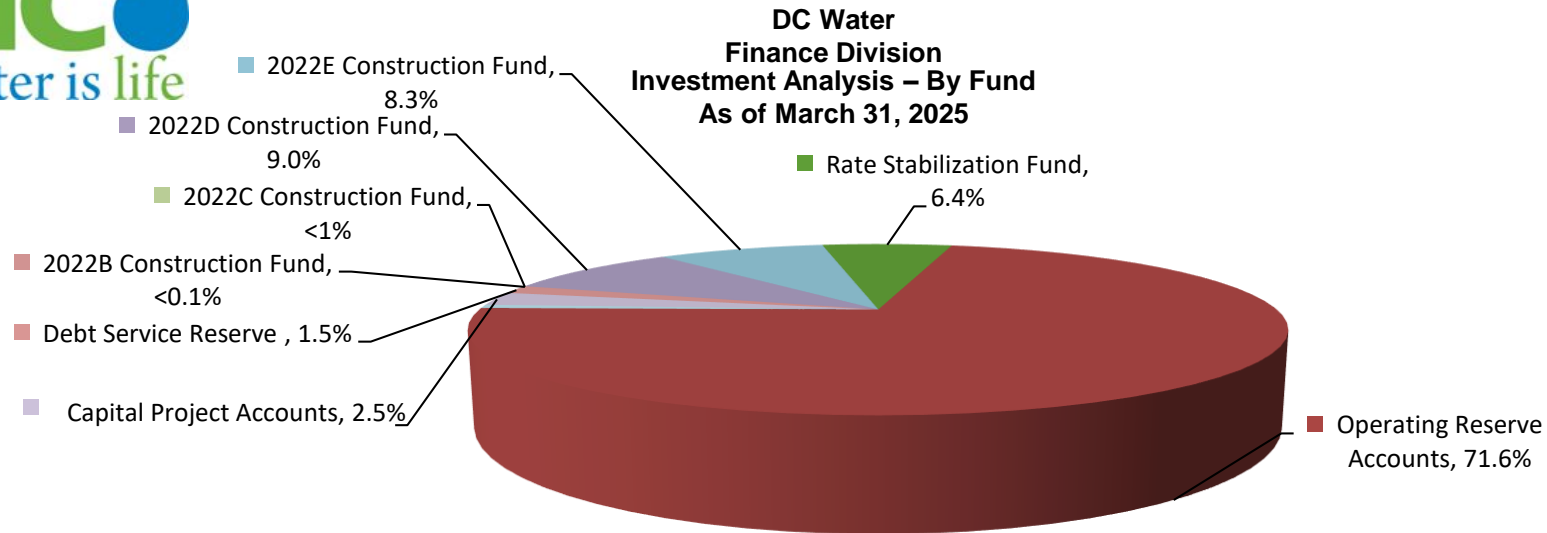 ter is life
DC Water
Finance Division
Investment Analysis – By Fund
As of March 31, 2025
2022E Construction Fund,
8.3%
2022D Construction Fund,
9.0%
2022C Construction Fund,
<1%
2022B Construction Fund,
<0.1%
Debt Service Reserve , 1.5%
Capital Project Accounts, 2.5%
Rate Stabilization Fund,
6.4%
Operating Reserve
Accounts, 71.6%